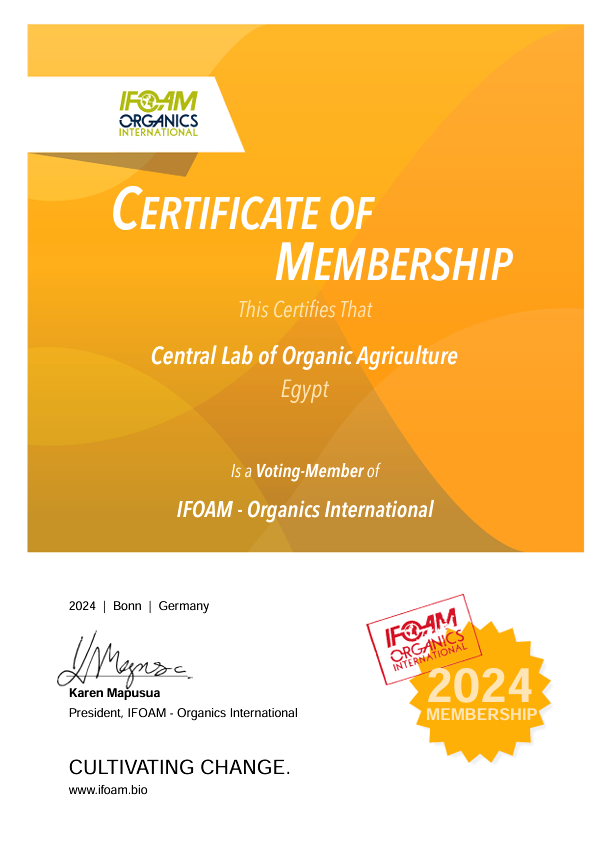 IFOAM
ORGANICS
INTERNATIONAL
CERTIFICATE OF
MEMBERSHIP
This Certifies That
Central Lab of Organic Agriculture
Egypt
Is a Voting-Member of
IFOAM - Organics International
2024 | Bonn | Germany
Karen Mapusua
President, IFOAM - Organics International
CULTIVATING CHANGE.
www.ifoam.bio
IFOAM
ORGANICS
INTERNATIONAL
2024
MEMBERSHIP